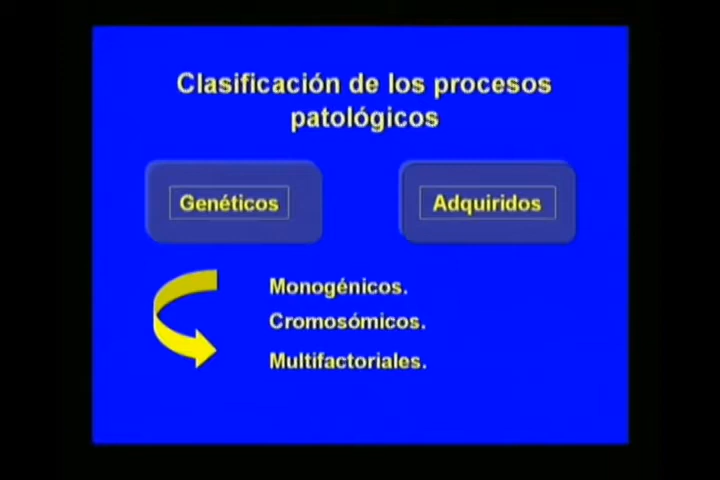 Clasificación de los procesos
patológicos
Genéticos
Adquiridos
Monogénicos.
Cromosómicos.
Multifactoriales.